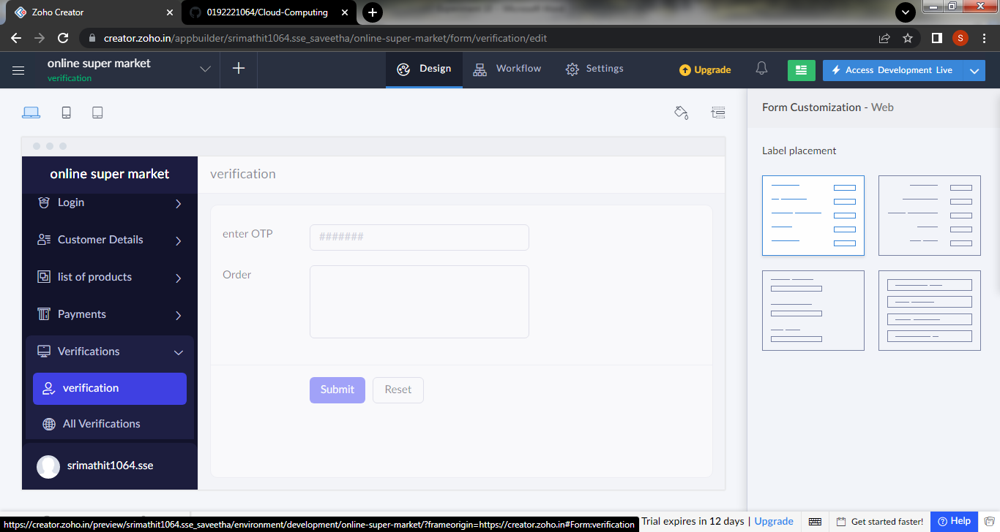 Zoho Creator
0192221064/Cloud-Computing
creator.zoho.in/appbuilder/srimathit1064.sse_saveetha/online-super-market/form/verification/edit
S
online super market
verification
Design
Workflow
Settings
Upgrade
Access Development Live
Form Customization - Web
Label placement
online super market
verification
Login
Customer Details
list of products
Payments
Verifications
verification
All Verifications
srimathit1064.sse
enter OTP
#######
Order
Submit
Reset
https://creator.zoho.in/preview/srimathit1064.sse_saveetha/environment/development/online-super-market/?frameorigin=https://creator.zoho.in#Form:verification
Trial expires in 12 days | Upgrade
Get started faster!
Help